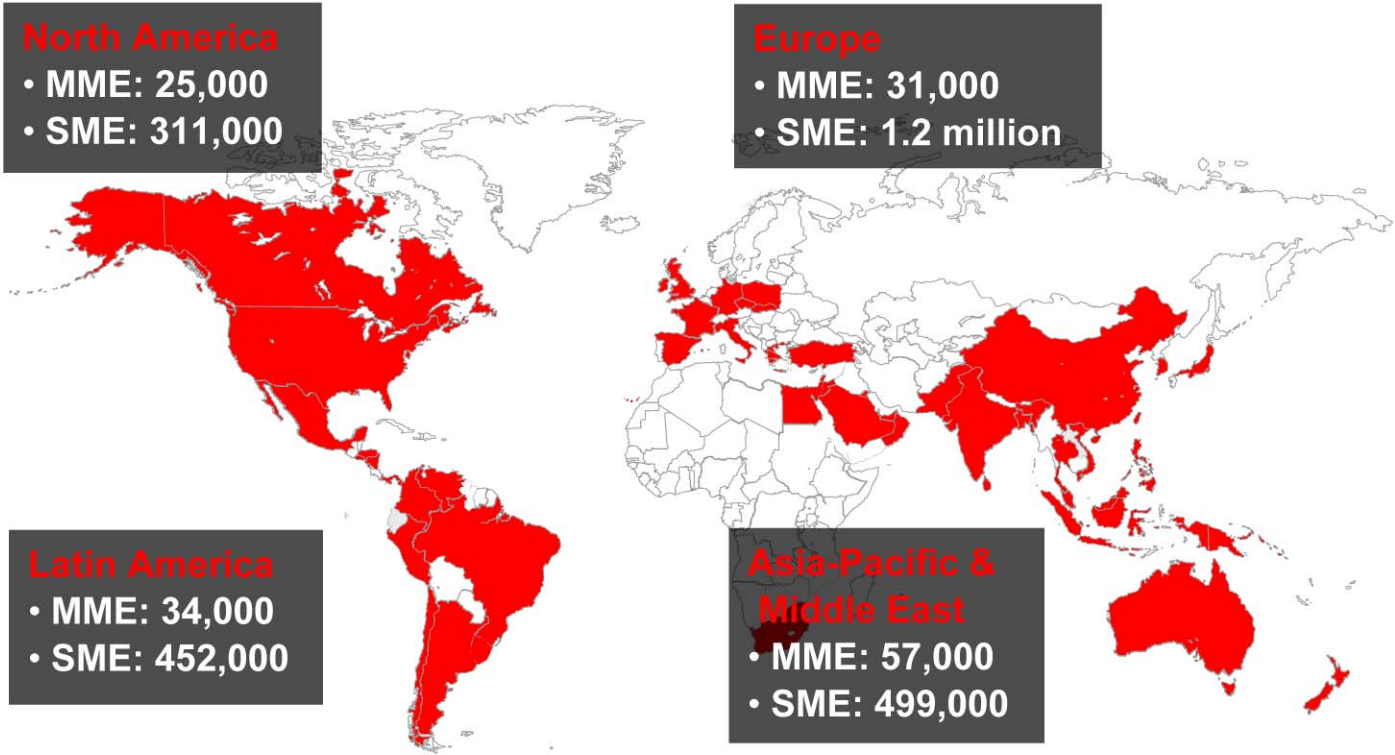 North America
• MME: 25,000
• SME: 311,000
Europe
• MME: 31,000
• SME: 1.2 million
Latin America
• MME: 34,000
• SME: 452,000
Asia-Pacific &
Middle East
• MME: 57,000
• SME: 499,000